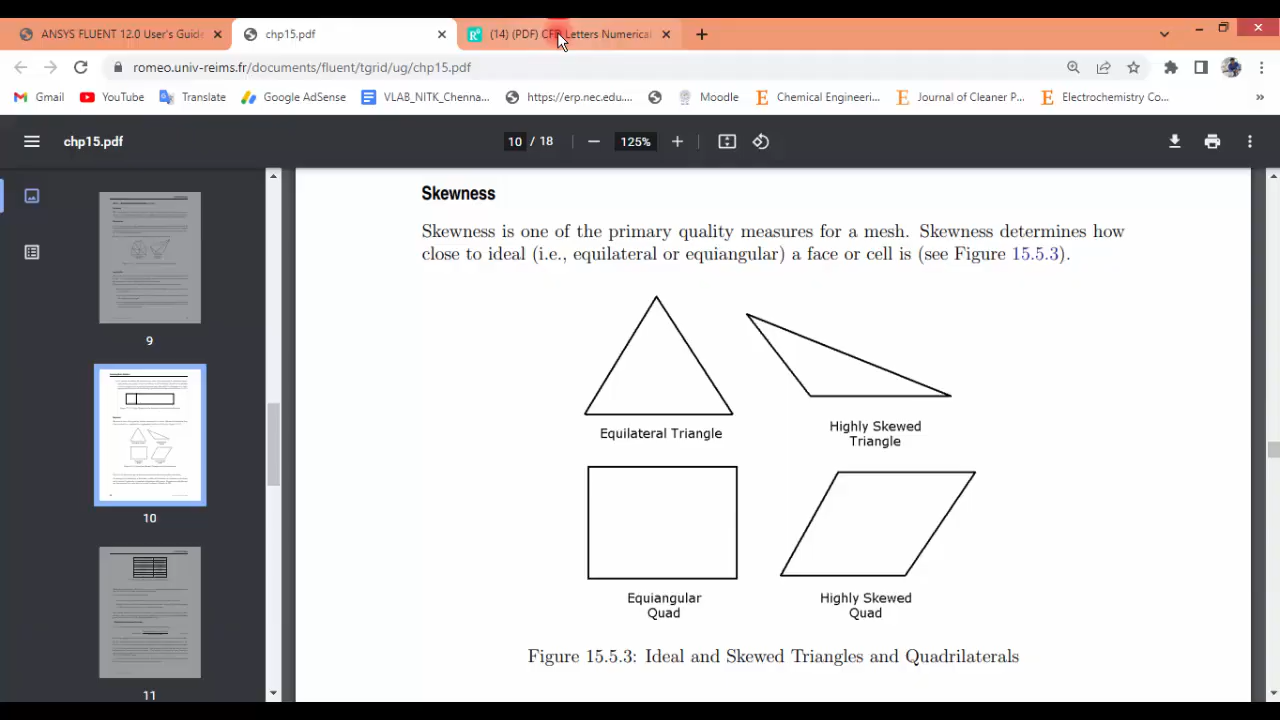 ANSYS FLUENT 12.0 User's Guide
chp15.pdf
(14) (PDF) CFD Letters Numerical
romeo.univ-reims.fr/documents/fluent/tgrid/ug/chp15.pdf
Gmail
YouTube
Translate
Google AdSense
VLAB_NITK_Chenna...
https://erp.nec.edu....
Moodle
Chemical Engineeri...
Journal of Cleaner P...
Electrochemistry Co...
»
chp15.pdf
10 / 18
125%
9
10
11
Skewness
Skewness is one of the primary quality measures for a mesh. Skewness determines how
close to ideal (i.e., equilateral or equiangular) a face or cell is (see Figure 15.5.3).
Equilateral Triangle
Highly Skewed
Triangle
Equiangular
Quad
Highly Skewed
Quad
Figure 15.5.3: Ideal and Skewed Triangles and Quadrilaterals